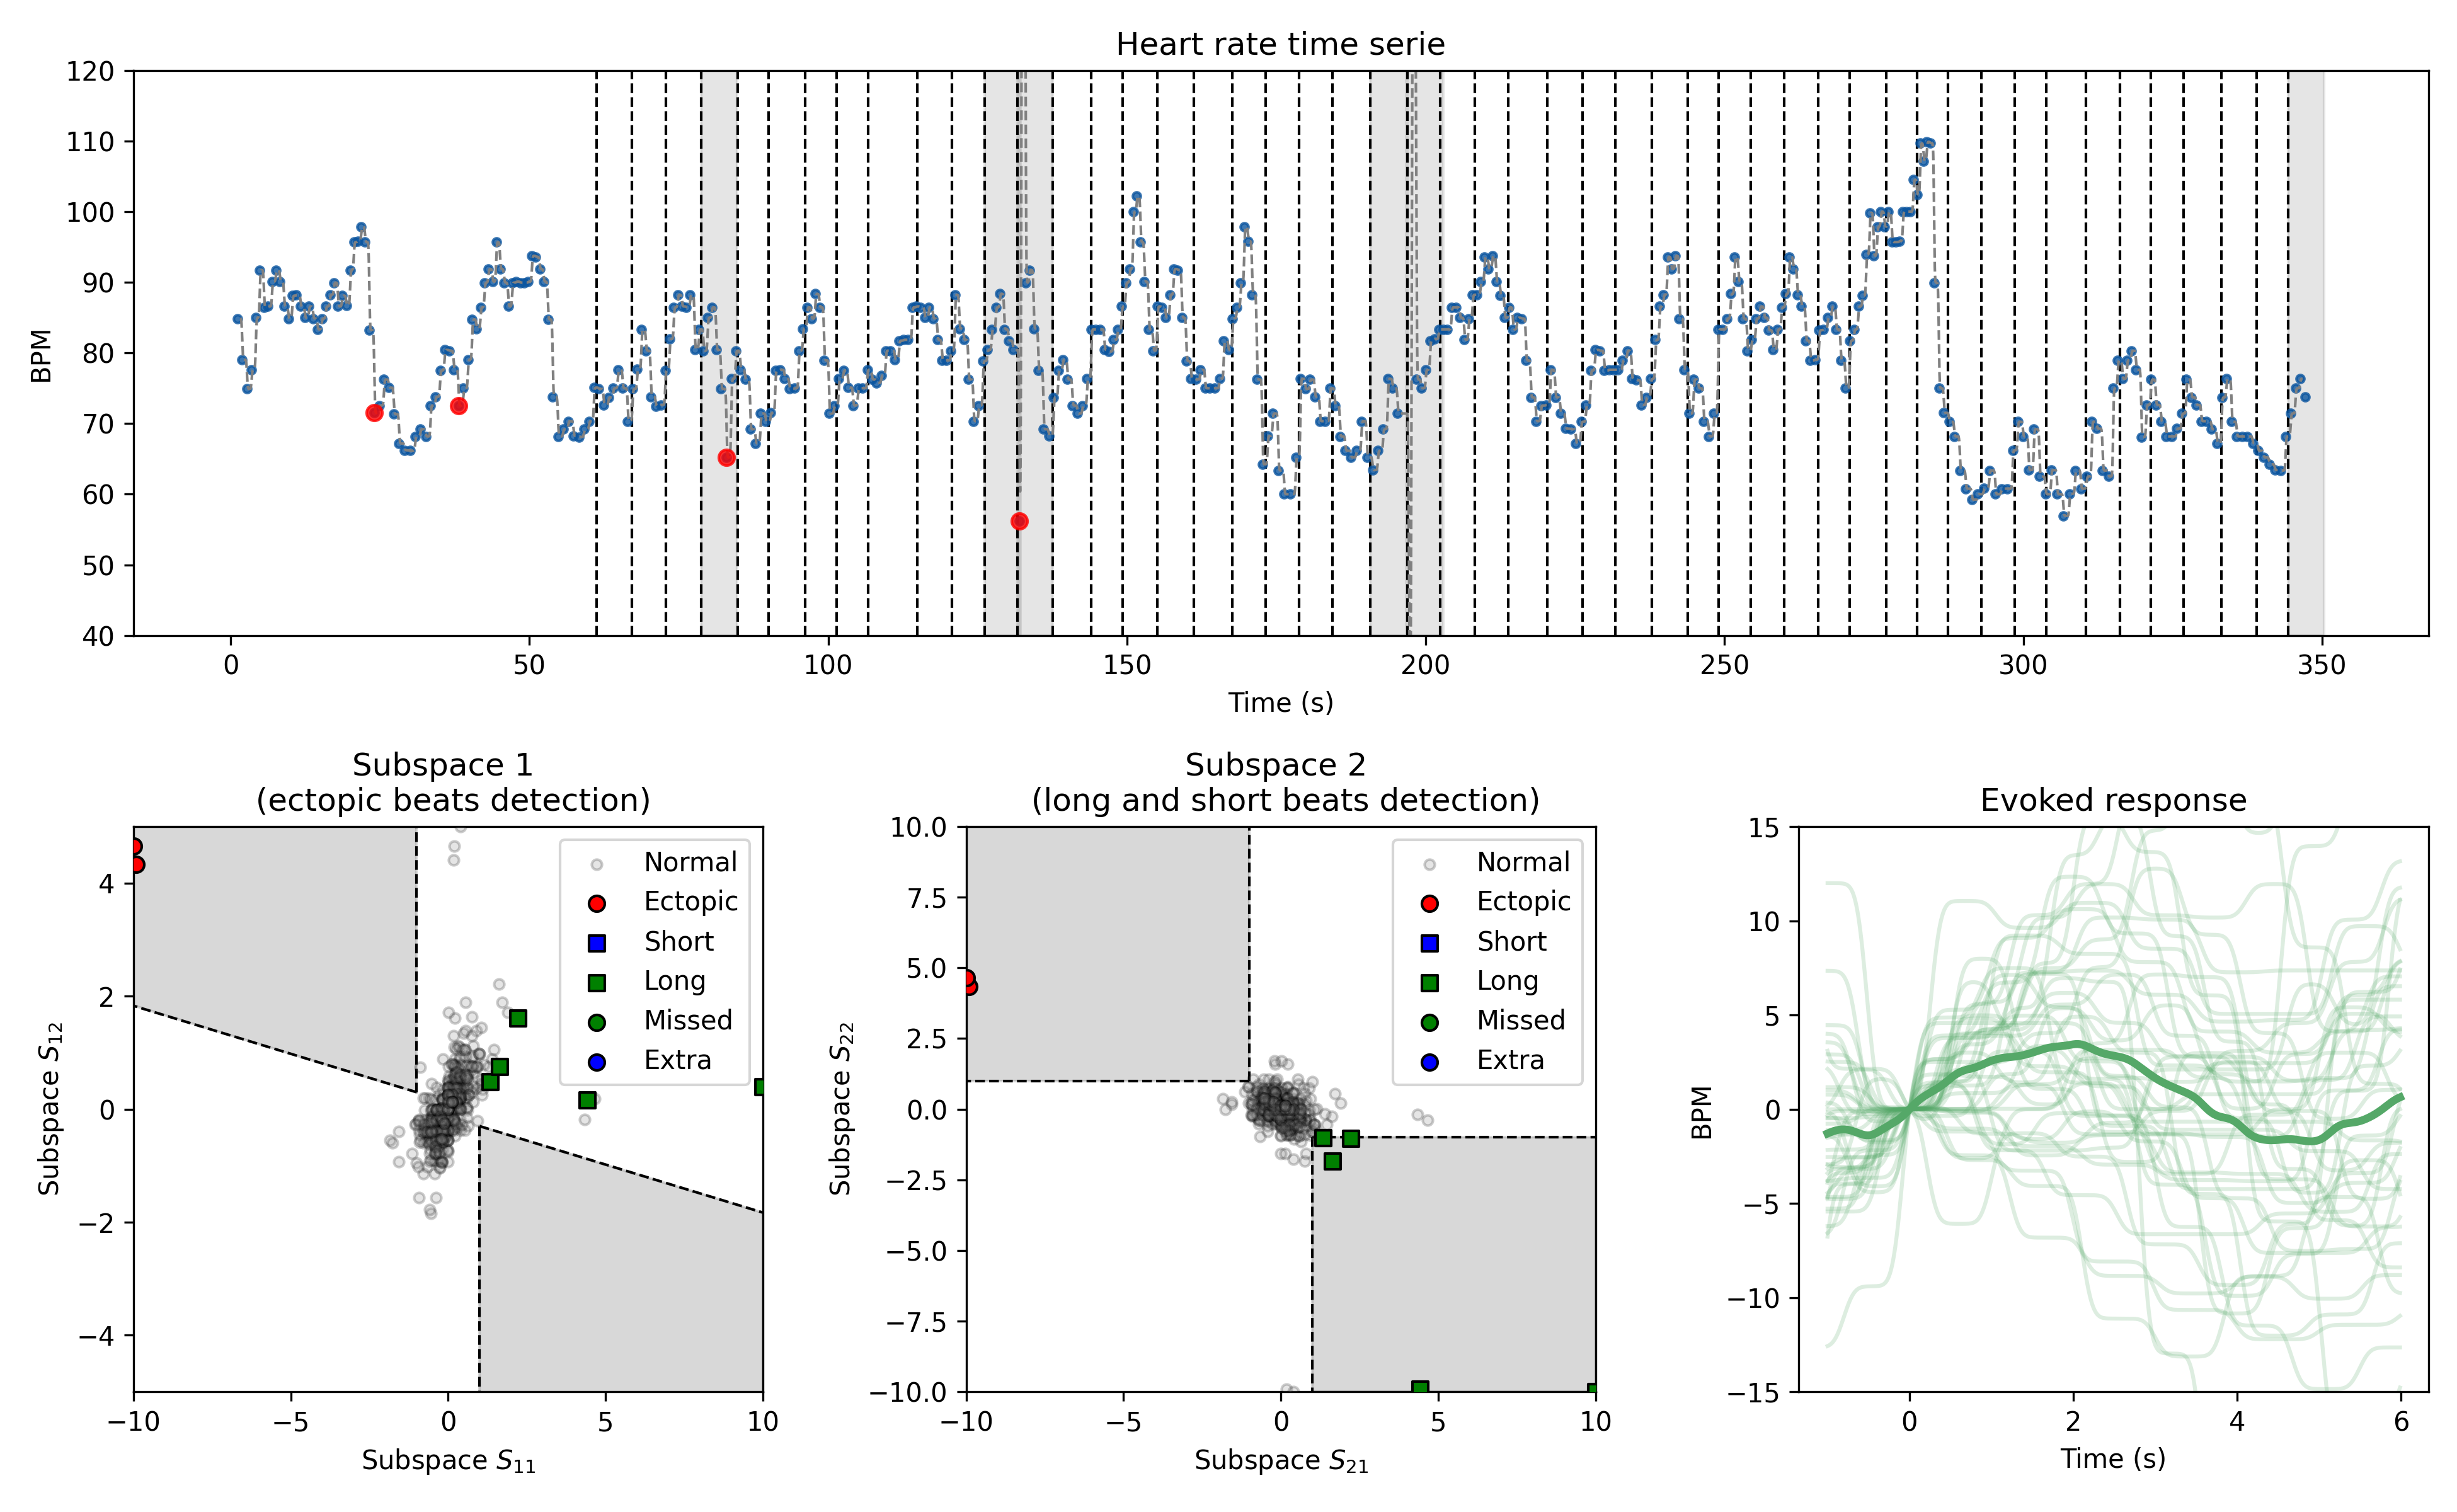 Heart rate time serie
BPM
120
110
100
90
80
70
60
50
40
0
50
100
150
200
250
300
350
Time (s)
Subspace 1
(ectopic beats detection)
Subspace S12
4
2
0
−2
−4
−10
−5
0
5
10
Subspace S11
Normal
Ectopic
Short
Long
Missed
Extra
Subspace 2
(long and short beats detection)
Subspace S22
10.0
7.5
5.0
2.5
0.0
−2.5
−5.0
−7.5
−10.0
−10
−5
0
5
10
Subspace S21
Normal
Ectopic
Short
Long
Missed
Extra
Evoked response
BPM
15
10
5
0
−5
−10
−15
0
2
4
6
Time (s)